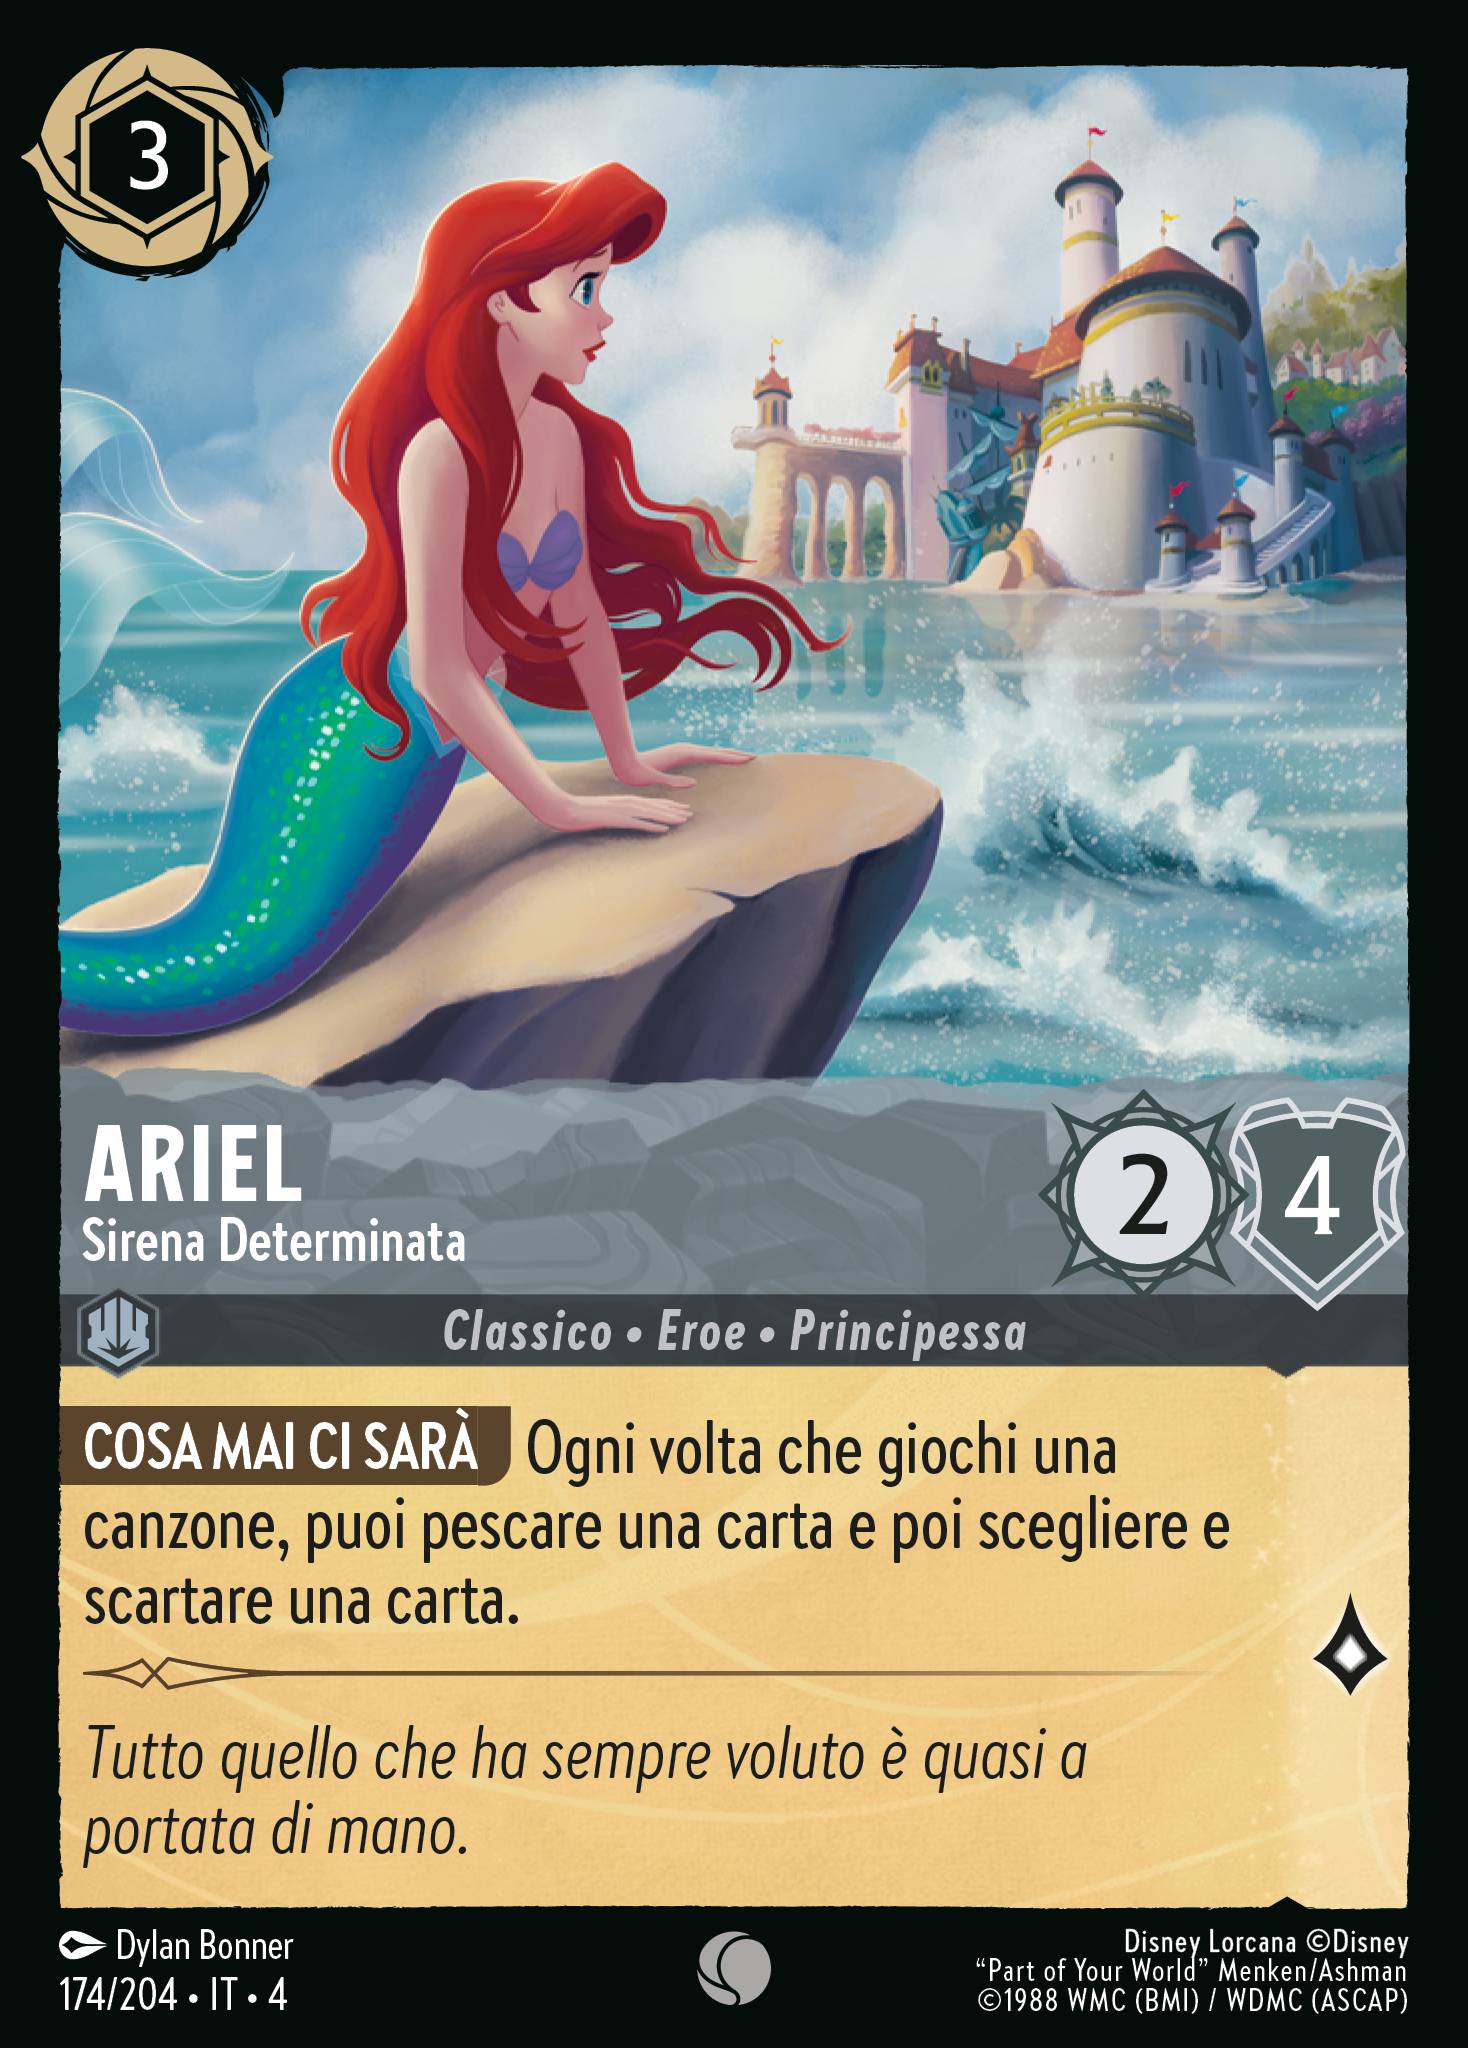 3
ARIEL
Sirena Determinata
2
4
Classico • Eroe • Principessa
COSA MAI CI SARÀ Ogni volta che giochi una
canzone, puoi pescare una carta e poi scegliere e
scartare una carta.
Tutto quello che ha sempre voluto è quasi a
portata di mano.
Dylan Bonner
174/204 • IT • 4
Disney Lorcana ©Disney
“Part of Your World” Menken/Ashman
©1988 WMC (BMI) / WDMC (ASCAP)